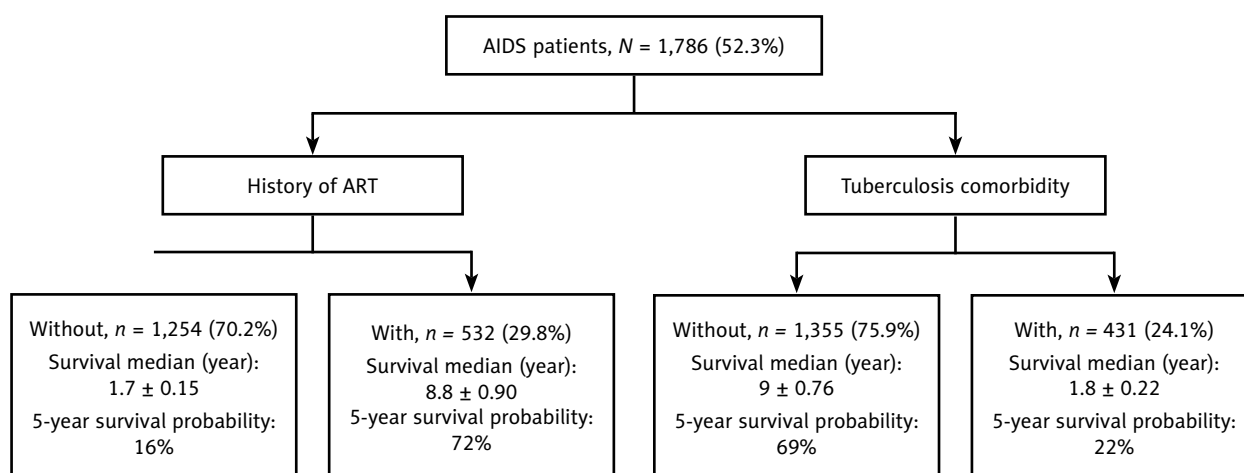 AIDS patients, N = 1,786 (52.3%)
History of ART
Tuberculosis comorbidity
Without, n = 1,254 (70.2%)
Survival median (year):
1.7 ± 0.15
5-year survival probability:
16%
With, n = 532 (29.8%)
Survival median (year):
8.8 ± 0.90
5-year survival probability:
72%
Without, n = 1,355 (75.9%)
Survival median (year):
9 ± 0.76
5-year survival probability:
69%
With, n = 431 (24.1%)
Survival median (year):
1.8 ± 0.22
5-year survival probability:
22%